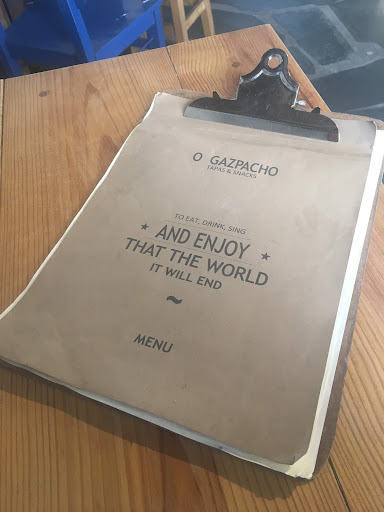 O GAZPACHO
TAPAS & SNACKS
TO EAT, DRINK, SING
AND ENJOY
THAT THE WORLD
IT WILL END
~
MENU